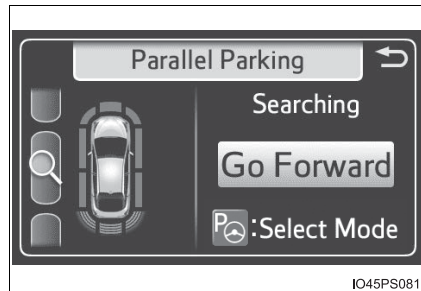 Parallel Parking
Searching
Go Forward
P :Select Mode
IO45PS081